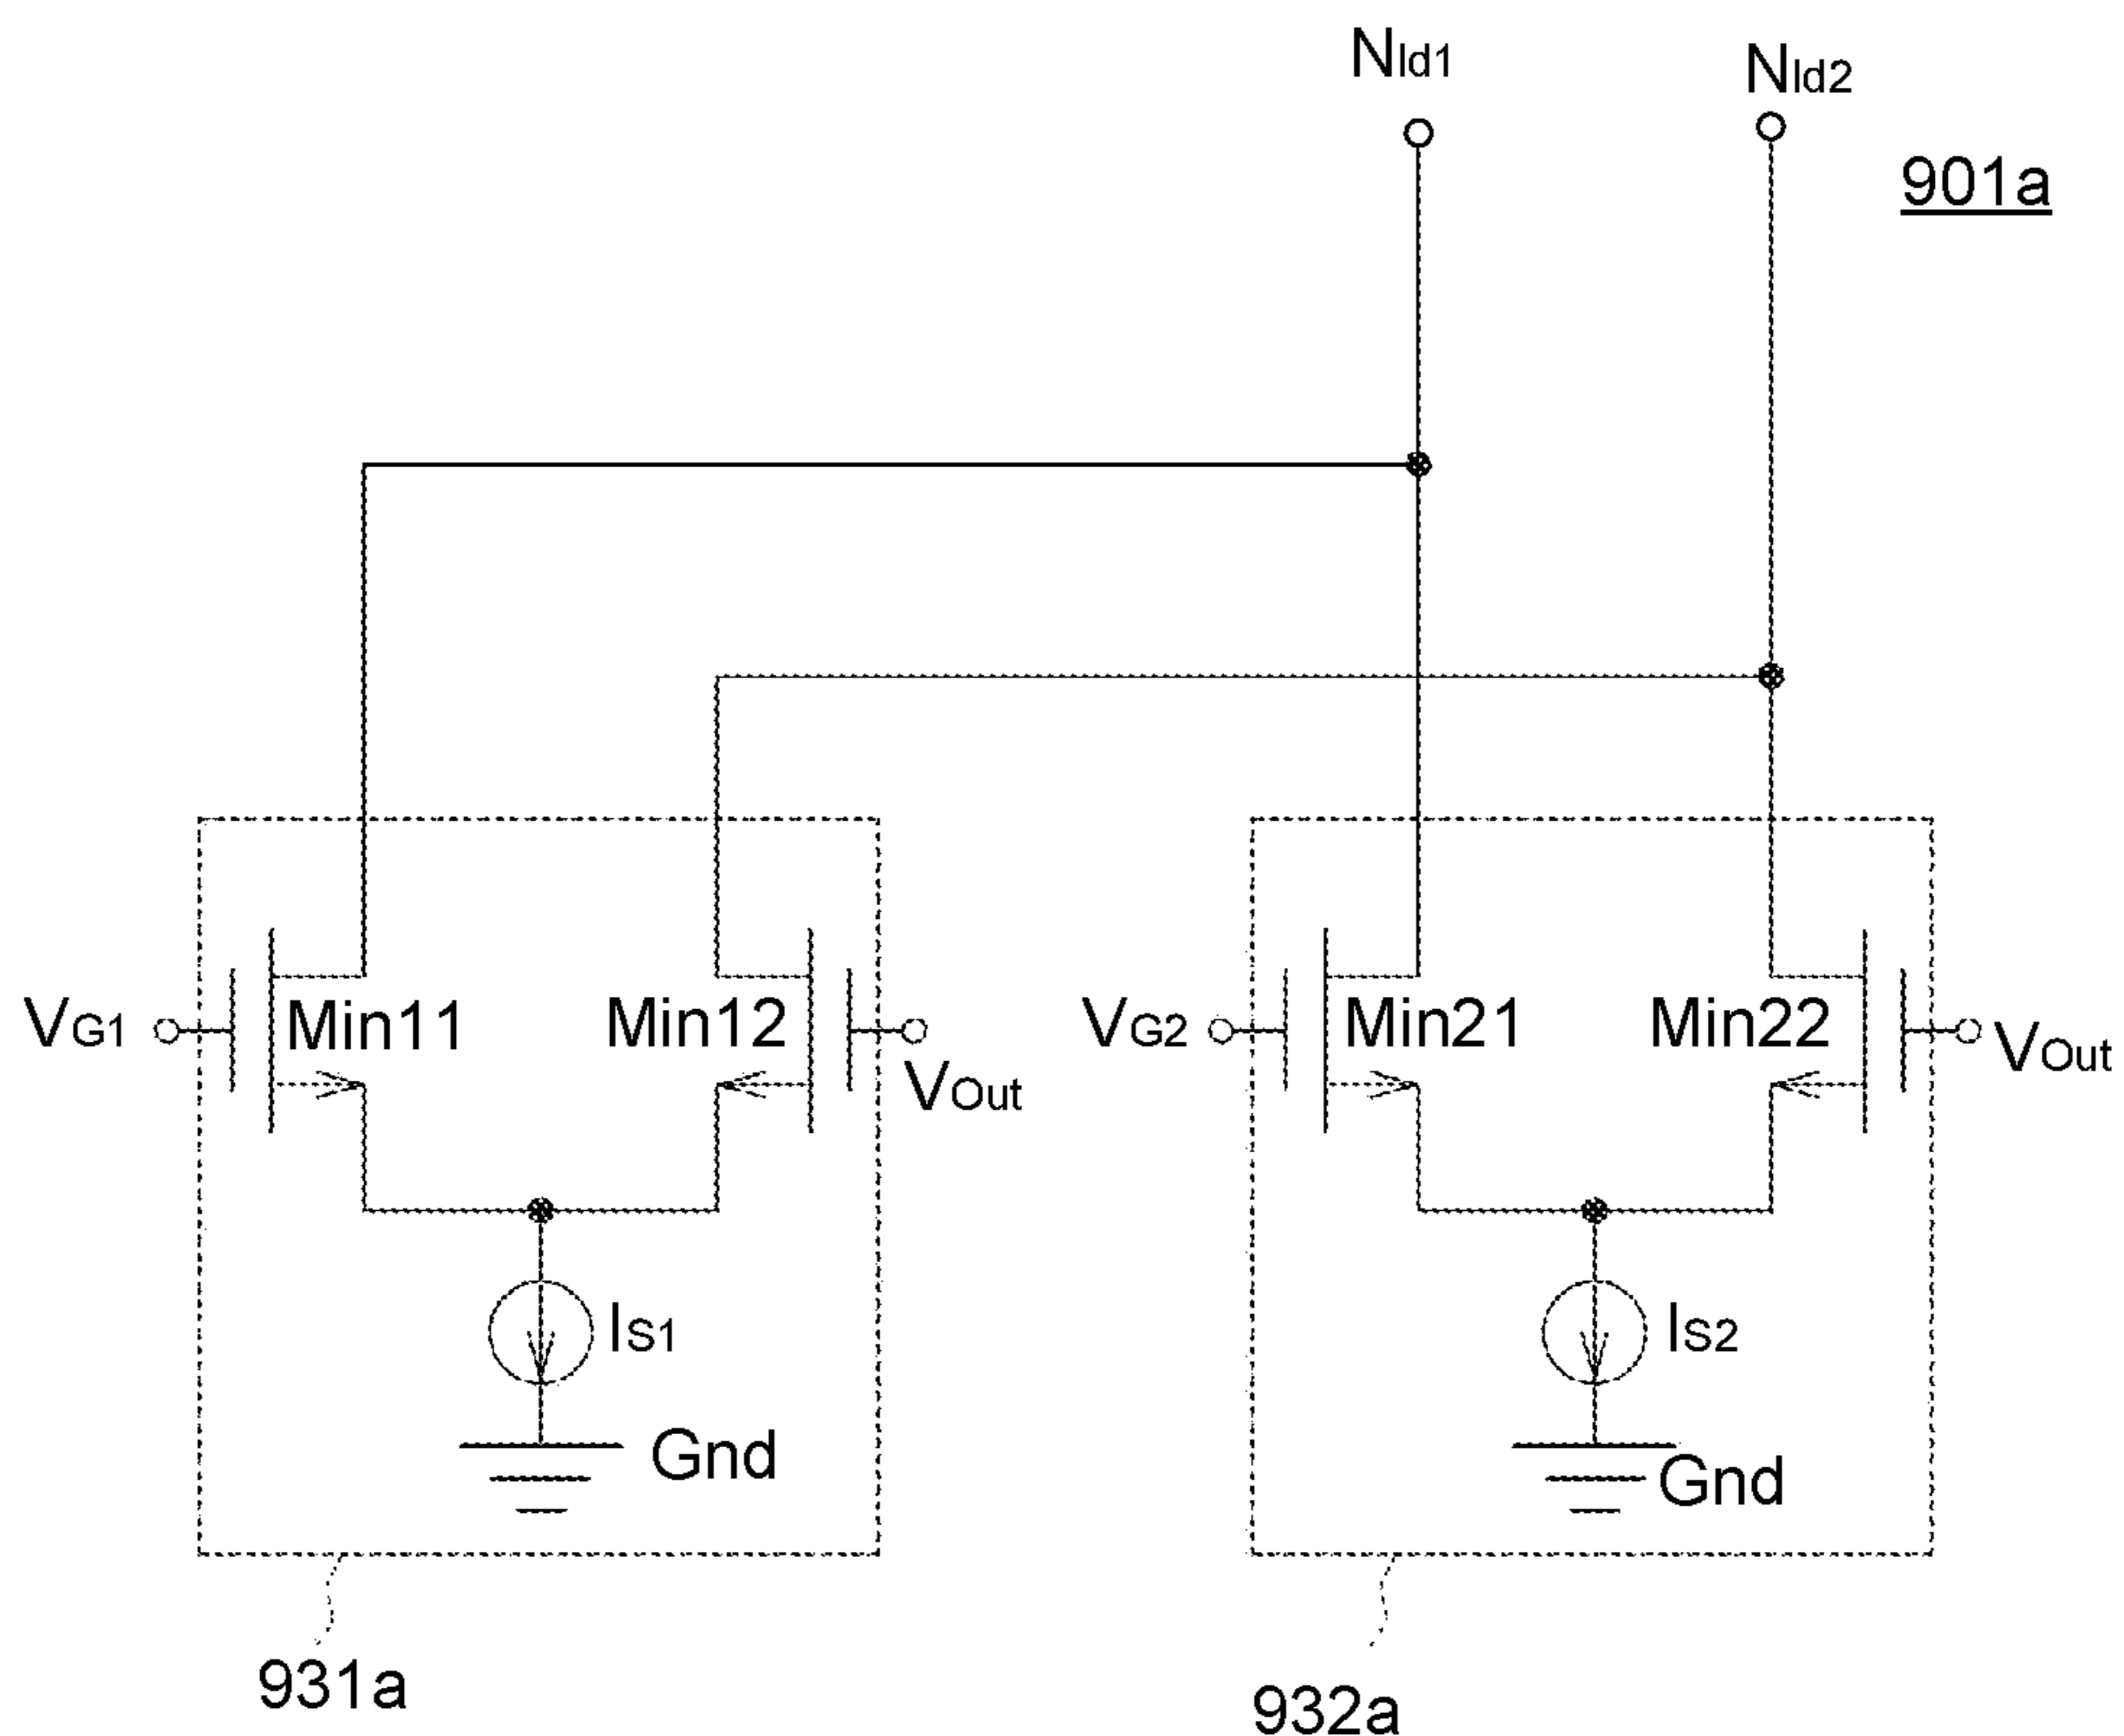 NId1
NId2
901a
VG1
Min11
Min12
VOut
VG2
Min21
Min22
VOut
IS1
IS2
Gnd
Gnd
931a
932a